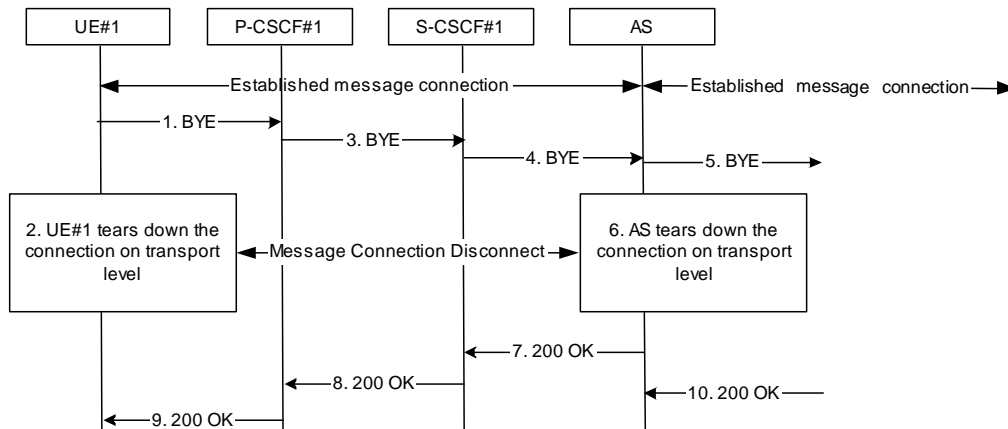 UE#1
P-CSCF#1
S-CSCF#1
AS
Established message connection
Established message connection
1. BYE
3. BYE
4. BYE
5. BYE
2. UE#1 tears down the
connection on transport
level
Message Connection Disconnect
6. AS tears down the
connection on transport
level
7. 200 OK
8. 200 OK
10. 200 OK
9. 200 OK